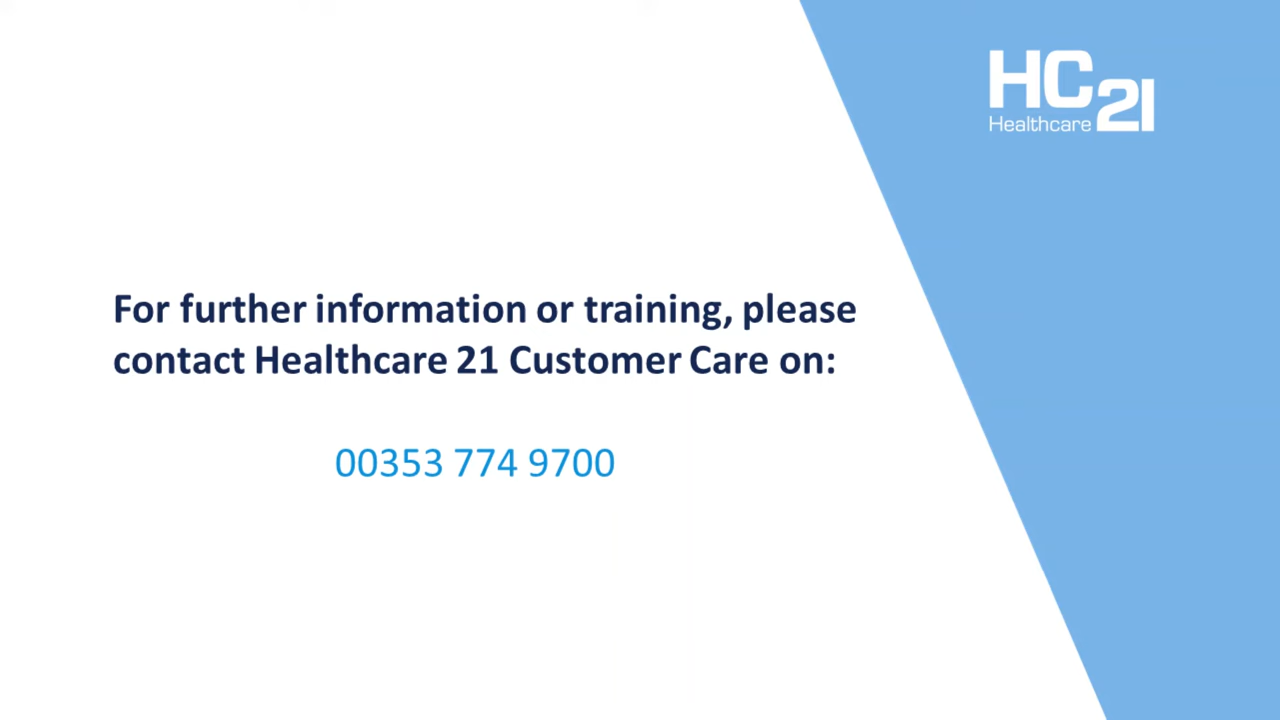 HC21
Healthcare
For further information or training, please
contact Healthcare 21 Customer Care on:
00353 774 9700